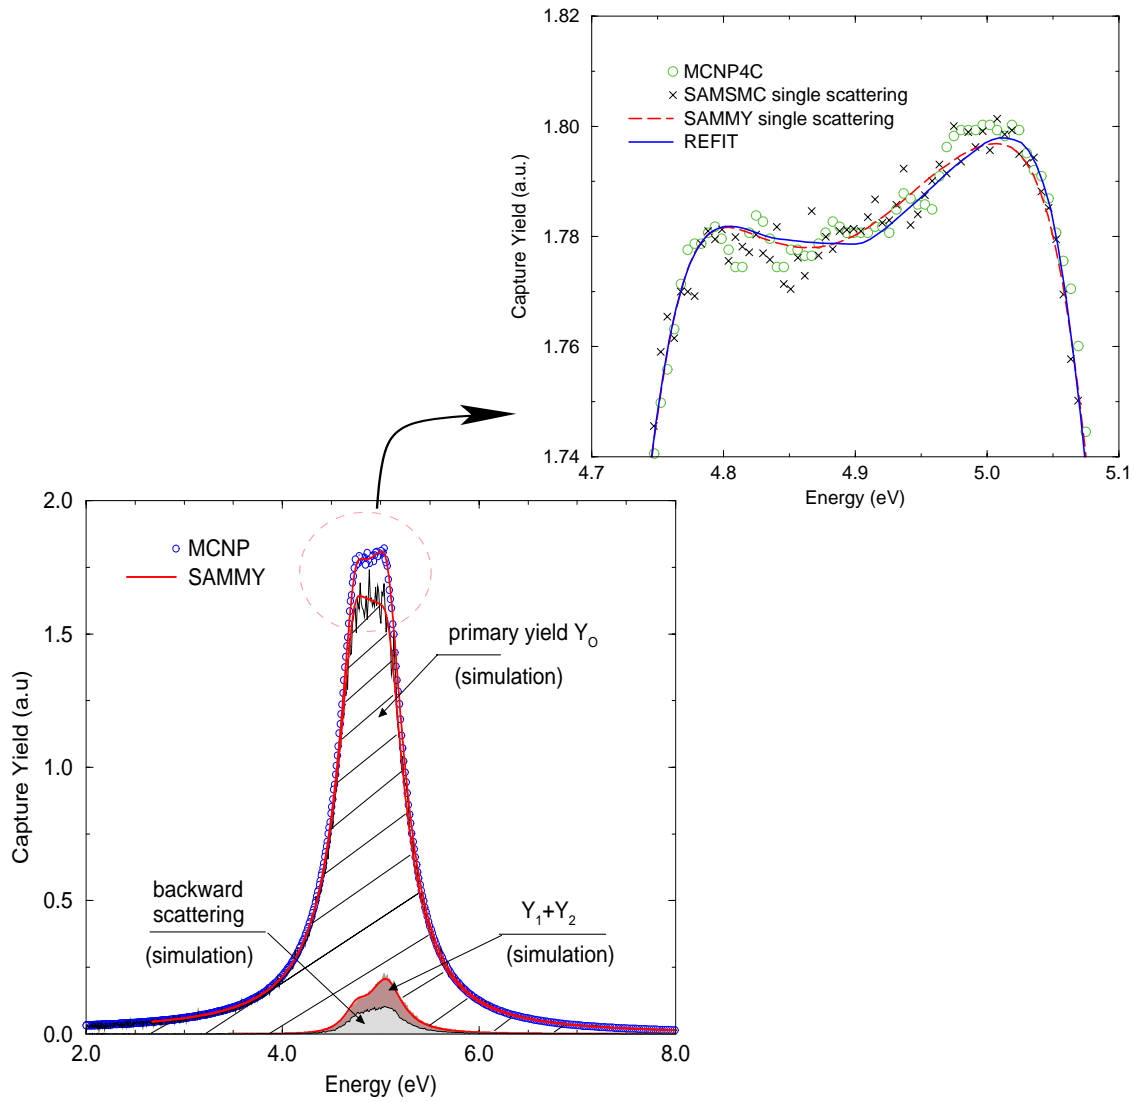 1.82
1.80
1.78
1.76
1.74
Capture Yield (a.u.)
MCNP4C
SAMSMC single scattering
SAMMY single scattering
REFIT
4.7
4.8
4.9
5.0
5.1
Energy (eV)
2.0
1.5
1.0
0.5
0.0
Capture Yield (a.u)
MCNP
SAMMY
primary yield Y_O
(simulation)
backward
scattering
(simulation)
Y_1+Y_2
(simulation)
2.0
4.0
6.0
8.0
Energy (eV)